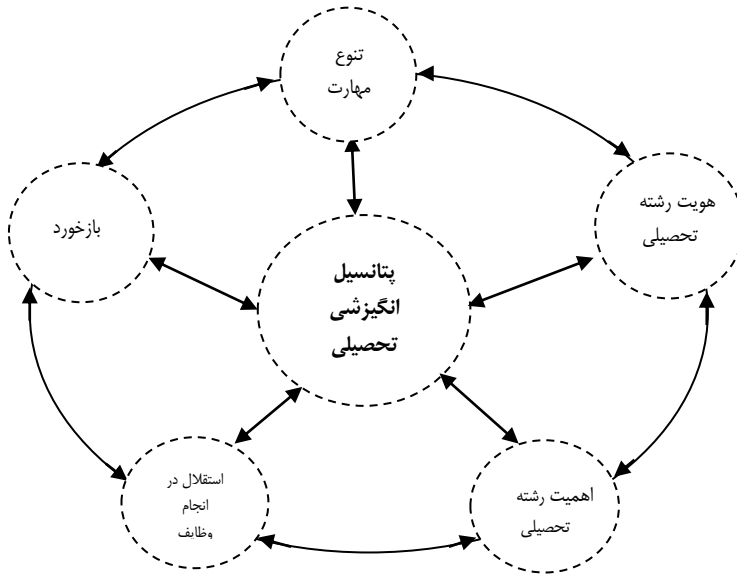 تنوع
مهارت
هویت رشته
تحصیلی
بازخورد
پتانسیل
انگیزشی
تحصیلی
استقلال در
انجام
وظایف
اهمیت رشته
تحصیلی